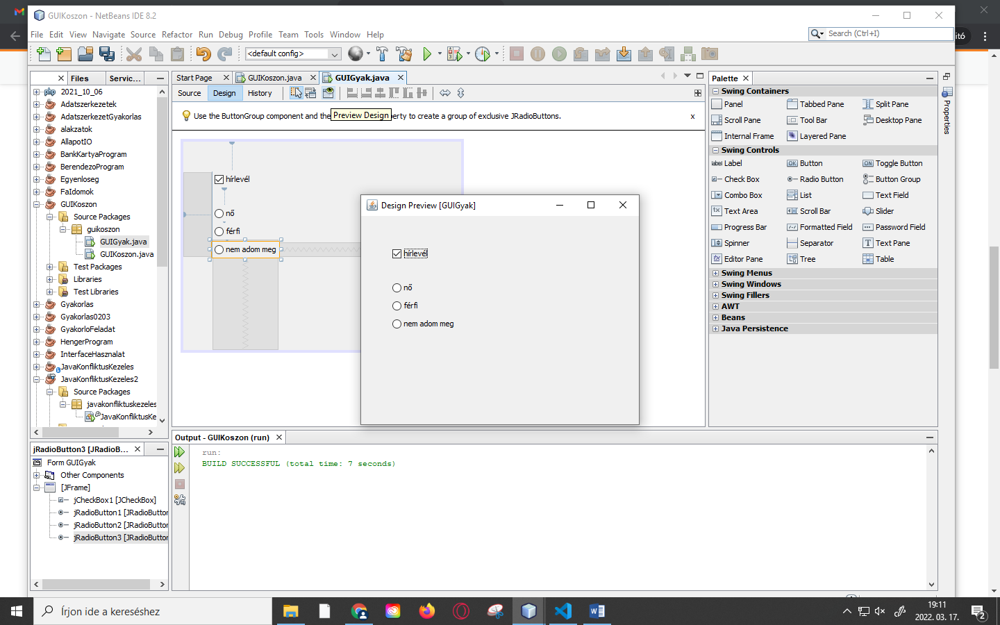 GUIKoszon - NetBeans IDE 8.2
File Edit View Navigate Source Refactor Run Debug Profile Team Tools Window Help
Search (Ctrl+I)
itó
<default config>
Files Servic...
Start Page GUIKoszon.java GUIGyak.java
Source Design History
Use the ButtonGroup component and the
Preview Design
erty to create a group of exclusive JRadioButtons.
x
2021_10_06
Adatszerkezetek
AdatszerkezetGyakorlas
alakzatok
AllapotIO
BankKartyaProgram
BerendezoProgram
Egyenloseg
FaIdomok
GUIKoszon
Source Packages
guikoszon
GUIGyak.java
GUIKoszon.java
Test Packages
Libraries
Test Libraries
Gyakorlas
Gyakorlas0203
GyakorloFeladat
HengerProgram
InterfaceHasznalat
JavaKonfliktusKezeles
JavaKonfliktusKezeles2
Source Packages
javakonfliktuskezeles
JavaKonfliktusKe
hírlevél
nő
férfi
nem adom meg
Design Preview [GUIGyak]
hírlevél
nő
férfi
nem adom meg
Palette
Swing Containers
Panel Tabbed Pane Split Pane
Scroll Pane Tool Bar Desktop Pane
Internal Frame Layered Pane
Swing Controls
label Label OK Button ON Toggle Button
Check Box Radio Button Button Group
Combo Box List Text Field
Text Area Scroll Bar Slider
Progress Bar Formatted Field Password Field
Spinner Separator Text Pane
Editor Pane Tree Table
Swing Menus
Swing Windows
Swing Fillers
AWT
Beans
Java Persistence
Properties
jRadioButton3 [JRadioB...
Form GUIGyak
Other Components
[JFrame]
jCheckBox1 [JCheckBox]
jRadioButton1 [JRadioButton
jRadioButton2 [JRadioButton
jRadioButton3 [JRadioButton
Output - GUIKoszon (run)
run:
BUILD SUCCESSFUL (total time: 7 seconds)
Írjon ide a kereséshez
19:11
2022. 03. 17.
2